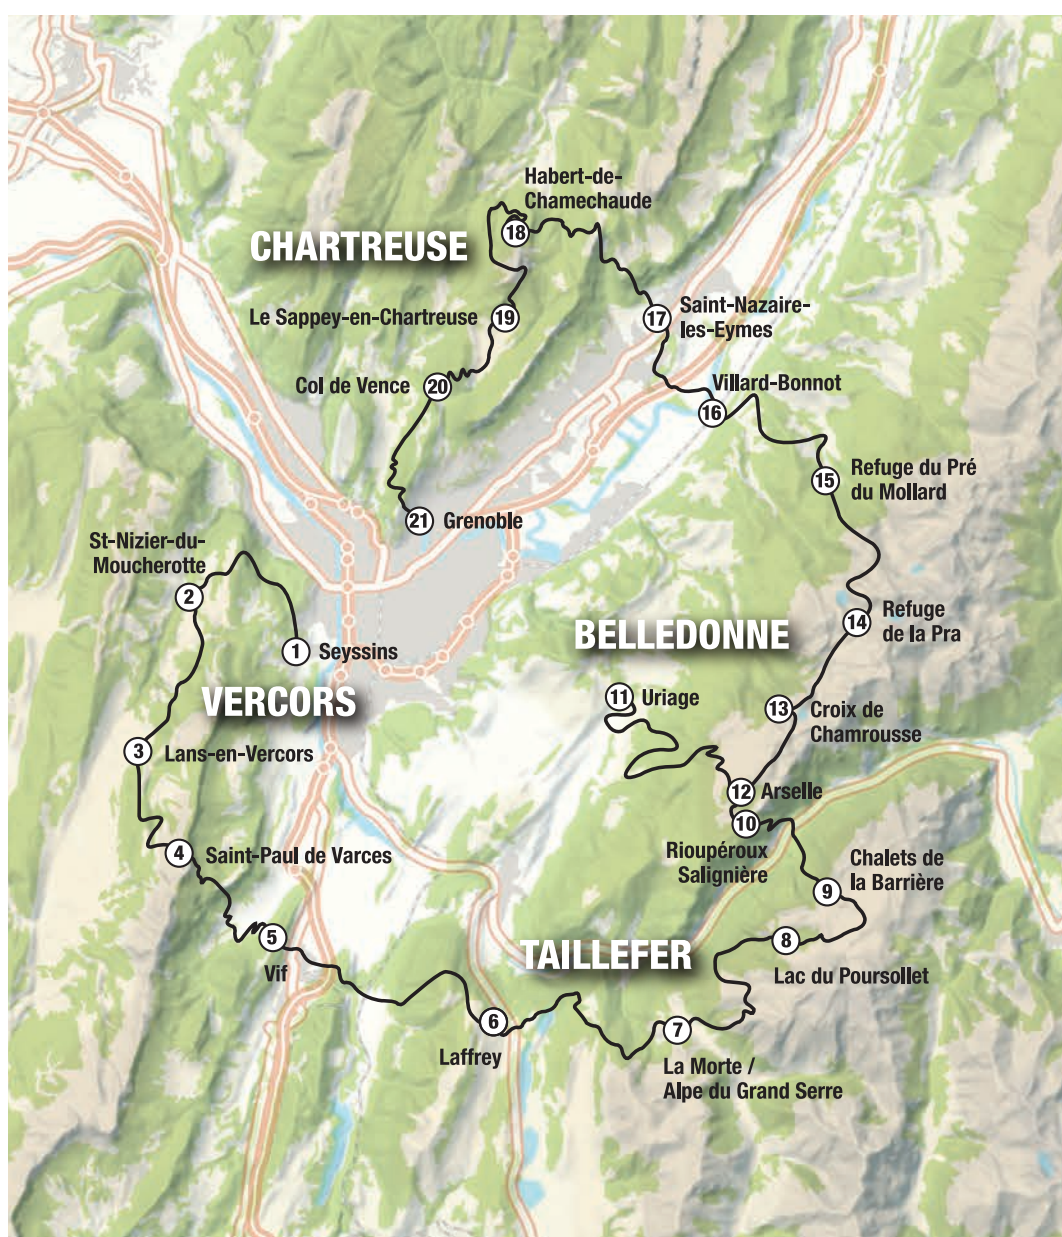 Habert-de-
Chamechaude
18
CHARTREUSE
Le Sappey-en-Chartreuse
19
17
Saint-Nazaire-
les-Eymes
Col de Vence
20
Villard-Bonnot
16
15
Refuge du Pré
du Mollard
21
Grenoble
St-Nizier-du-
Moucherotte
2
14
Refuge
de la Pra
1
Seyssins
BELLEDONNE
VERCORS
11
Uriage
13
Croix de
Chamrousse
3
Lans-en-Vercors
12
Arselle
10
Rioupéroux
Salignière
4
Saint-Paul de Varces
Chalets de
la Barrière
9
5
Vif
8
Lac du Poursollet
TAILLEFER
6
Laffrey
7
La Morte /
Alpe du Grand Serre